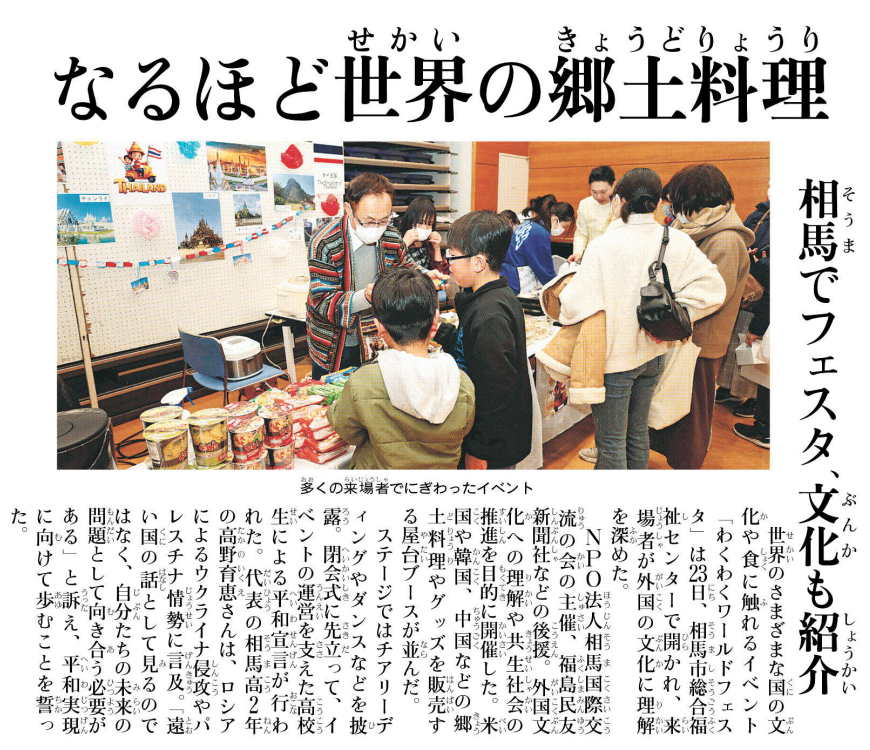 なるほど世界の郷土料理
相馬でフェスタ、文化も紹介
THAILAND
チェンライ
タイ王国
多くの来場者でにぎわったイベント
世界のさまざまな国の文
化や食に触れるイベント
「わくわくワールドフェス
タ」は23日、相馬市総合福
祉センターで開かれ、来
場者が外国の文化に理解
を深めた。
NPO法人相馬国際交
流の会の主催、福島民友
新聞社などの後援。外国文
化への理解や共生社会の
推進を目的に開催した。米
国や韓国、中国などの郷
土料理やグッズを販売す
る屋台ブースが並んだ。
ステージではチアリーデ
ィングやダンスなどを披
露。閉会式に先立って、イ
ベントの運営を支えた高校
生による平和宣言が行わ
れた。代表の相馬高2年
の高野育恵さんは、ロシア
によるウクライナ侵攻やパ
レスチナ情勢に言及。「遠
い国の話として見るので
はなく、自分たちの未来の
問題として向き合う必要が
ある」と訴え、平和実現
に向けて歩むことを誓っ
た。